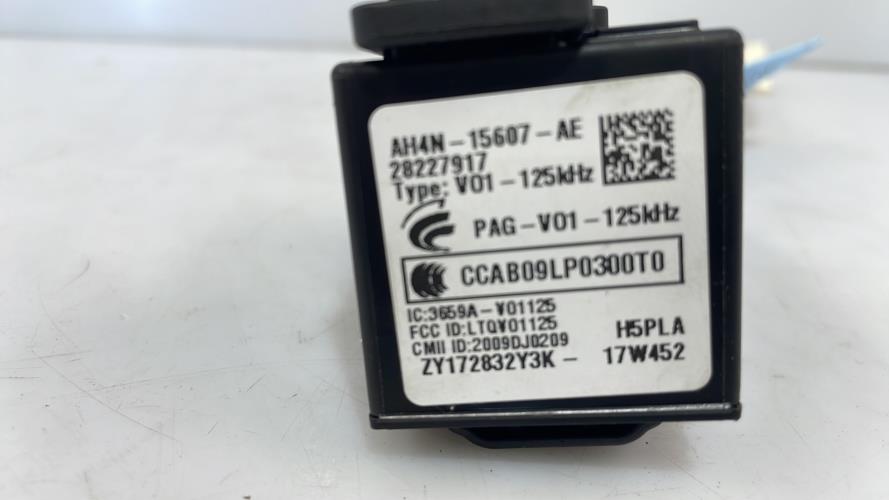 AH4N-15607-AE
28227917
Type: V01-125kHz
PAG-V01-125kHz
CCAB09LP0300T0
IC:3659A-V01125
FCC ID:LTQV01125
CMII ID:2009DJ0209
H5PLA
ZY172832Y3K- 17W452